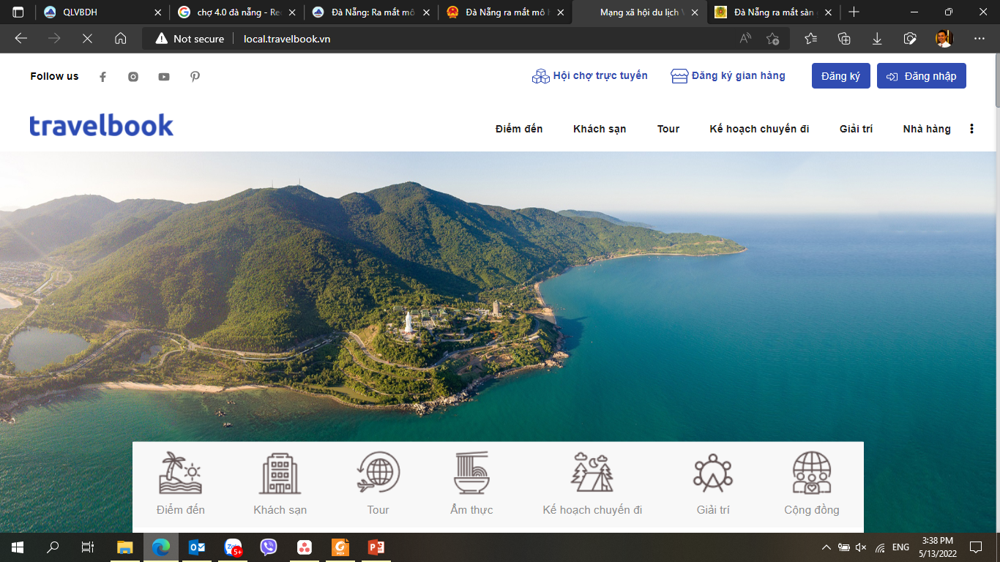 QLVBDH
chợ 4.0 đà nẵng - Rec
Đà Nẵng: Ra mắt mô
Đà Nẵng ra mắt mô h
Mạng xã hội du lịch V
Đà Nẵng ra mắt sàn g
Not secure
local.travelbook.vn
Follow us
Hội chợ trực tuyến
Đăng ký gian hàng
Đăng ký
Đăng nhập
travelbook
Điểm đến
Khách sạn
Tour
Kế hoạch chuyến đi
Giải trí
Nhà hàng
Điểm đến
Khách sạn
Tour
Ẩm thực
Kế hoạch chuyến đi
Giải trí
Cộng đồng
Zalo
5+
PDF
ENG
3:38 PM
5/13/2022